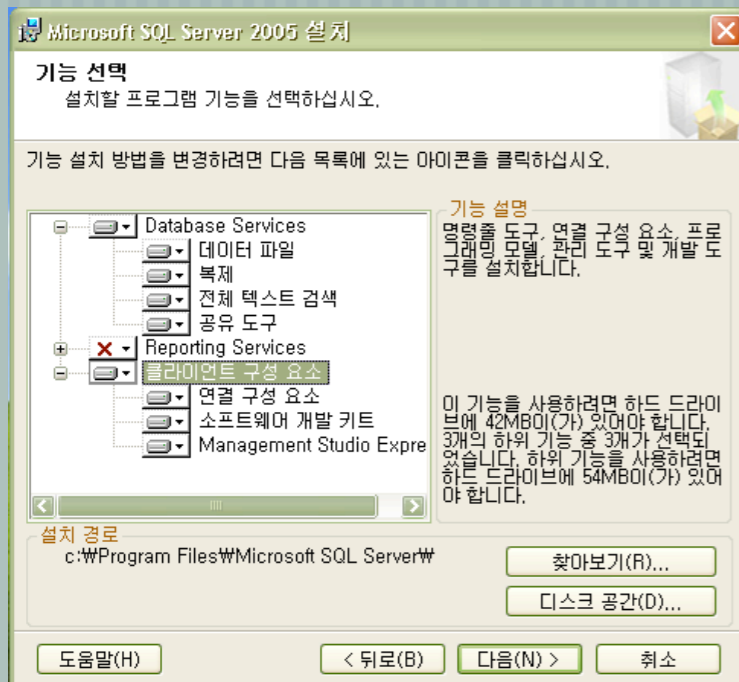 Microsoft SQL Server 2005 설치
기능 선택
설치할 프로그램 기능을 선택하십시오.
기능 설치 방법을 변경하려면 다음 목록에 있는 아이콘을 클릭하십시오.
Database Services
데이터 파일
복제
전체 텍스트 검색
공유 도구
Reporting Services
클라이언트 구성 요소
연결 구성 요소
소프트웨어 개발 키트
Management Studio Expre
기능 설명
명령줄 도구, 연결 구성 요소, 프로
그래밍 모델, 관리 도구 및 개발 도
구를 설치합니다.
이 기능을 사용하려면 하드 드라이
브에 42MB이(가) 있어야 합니다.
3개의 하위 기능 중 3개가 선택되
었습니다. 하위 기능을 사용하려면
하드 드라이브에 54MB이(가) 있어
야 합니다.
설치 경로
c:₩Program Files₩Microsoft SQL Server₩
찾아보기(R)...
디스크 공간(D)...
도움말(H)
< 뒤로(B)
다음(N) >
취소